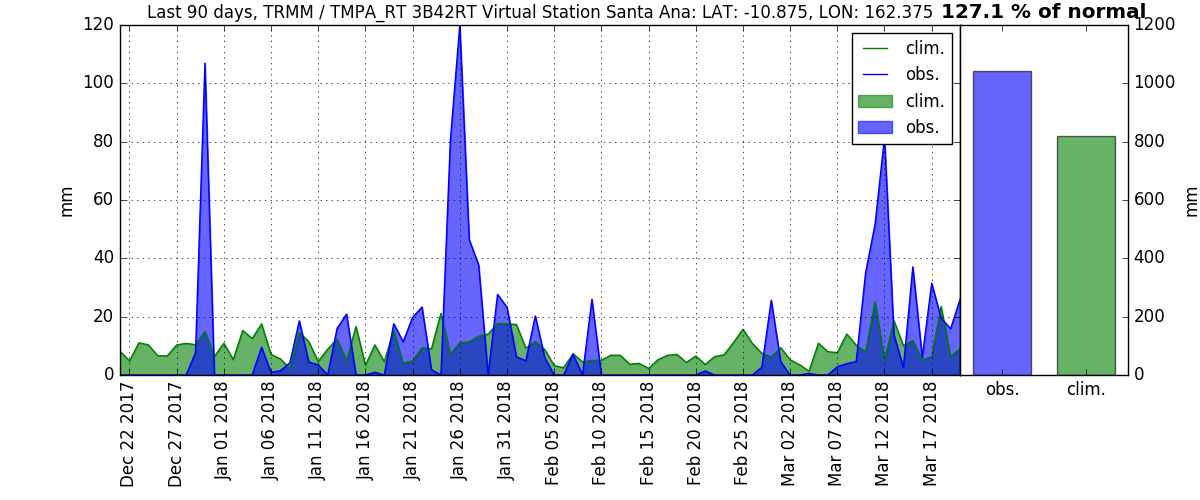 Last 90 days, TRMM / TMPA_RT 3B42RT Virtual Station Santa Ana: LAT: -10.875, LON: 162.375 127.1 % of normal
120
100
80
60
40
20
0
mm
clim.
obs.
clim.
obs.
1200
1000
800
600
400
200
0
mm
Dec 22 2017
Dec 27 2017
Jan 01 2018
Jan 06 2018
Jan 11 2018
Jan 16 2018
Jan 21 2018
Jan 26 2018
Jan 31 2018
Feb 05 2018
Feb 10 2018
Feb 15 2018
Feb 20 2018
Feb 25 2018
Mar 02 2018
Mar 07 2018
Mar 12 2018
Mar 17 2018
obs.
clim.